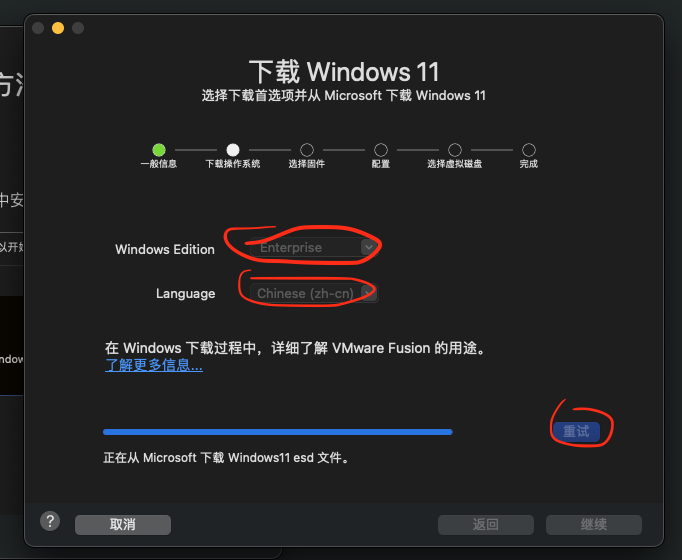 方
下载 Windows 11
选择下载首选项并从 Microsoft 下载 Windows 11
一般信息
下载操作系统
选择固件
配置
选择虚拟磁盘
完成
中安
以开始
Windows Edition
Enterprise
Language
Chinese (zh-cn)
在 Windows 下载过程中，详细了解 VMware Fusion 的用途。
了解更多信息...
ndow
重试
正在从 Microsoft 下载 Windows11 esd 文件。
?
取消
返回
继续